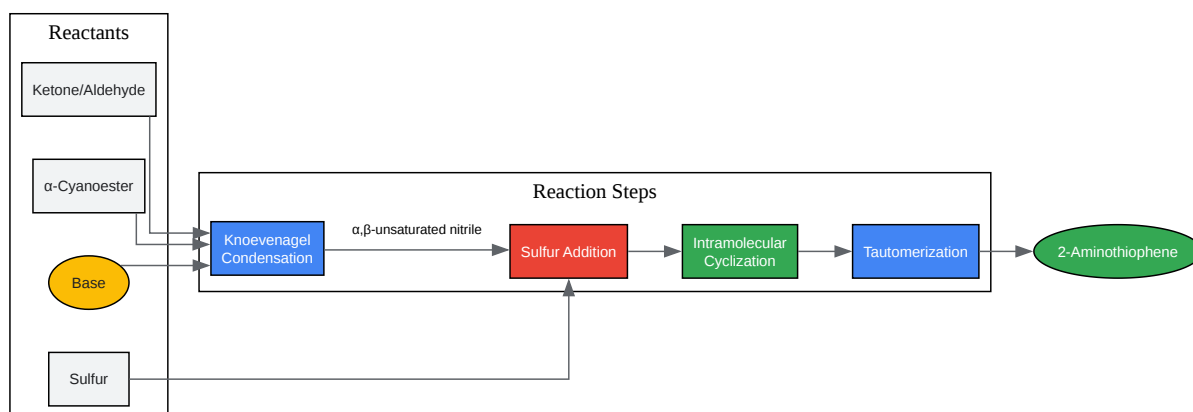 Reactants
Ketone/Aldehyde
α-Cyanoester
Base
Sulfur
Reaction Steps
Knoevenagel
Condensation
α,β-unsaturated nitrile
Sulfur Addition
Intramolecular
Cyclization
Tautomerization
2-Aminothiophene